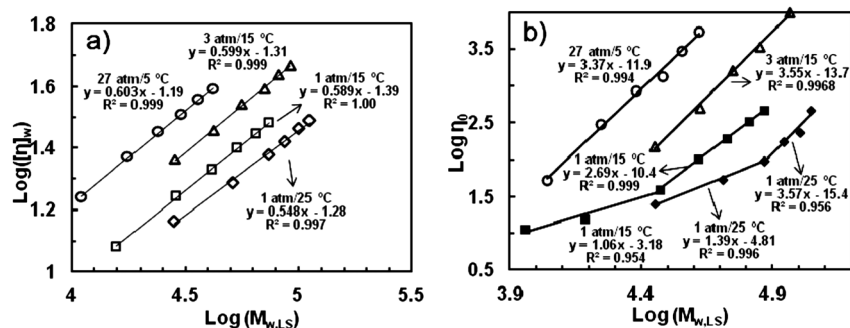 a)
Log([η]w)
1.8
1.6
1.4
1.2
1
4
4.5
5
5.5
Log (Mw,LS)
27 atm/5 °C
y = 0.603x - 1.19
R² = 0.999
3 atm/15 °C
y = 0.599x - 1.31
R² = 0.999
1 atm/15 °C
y = 0.589x - 1.39
R² = 1.00
1 atm/25 °C
y = 0.548x - 1.28
R² = 0.997
b)
Log η0
3.5
2.5
1.5
0.5
3.9
4.4
4.9
Log (Mw,LS)
27 atm/5 °C
y = 3.37x - 11.9
R² = 0.994
3 atm/15 °C
y = 3.55x - 13.7
R² = 0.9968
1 atm/15 °C
y = 2.69x - 10.4
R² = 0.999
1 atm/25 °C
y = 3.57x - 15.4
R² = 0.956
1 atm/15 °C
y = 1.06x - 3.18
R² = 0.954
1 atm/25 °C
y = 1.39x - 4.81
R² = 0.996